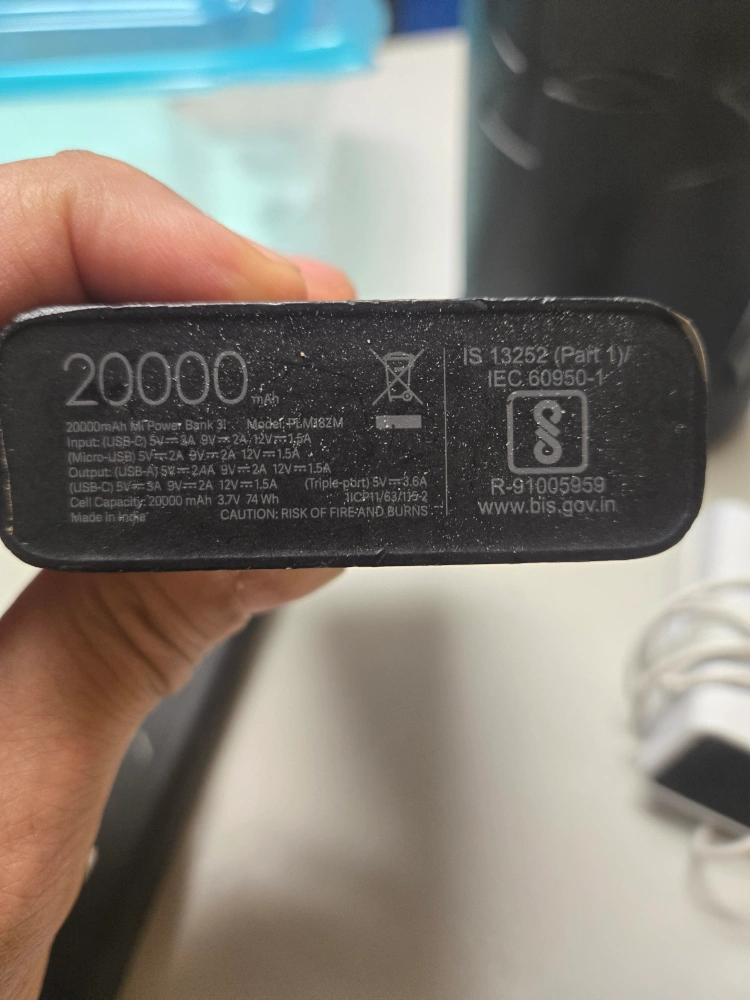 20000 mAh
20000mAh Mi Power Bank 3i Model: PLM18ZM
Input: (USB-C) 5V⎓3A 9V⎓2A 12V⎓1.5A
(Micro-USB) 5V⎓2A 9V⎓2A 12V⎓1.5A
Output: (USB-A) 5V⎓2.4A 9V⎓2A 12V⎓1.5A
(USB-C) 5V⎓3A 9V⎓2A 12V⎓1.5A (Triple-port) 5V⎓3.6A
Cell Capacity: 20000 mAh 3.7V 74 Wh 1ICP11/63/115-2
Made in India CAUTION: RISK OF FIRE AND BURNS
IS 13252 (Part 1)/
IEC 60950-1
R-91005959
www.bis.gov.in